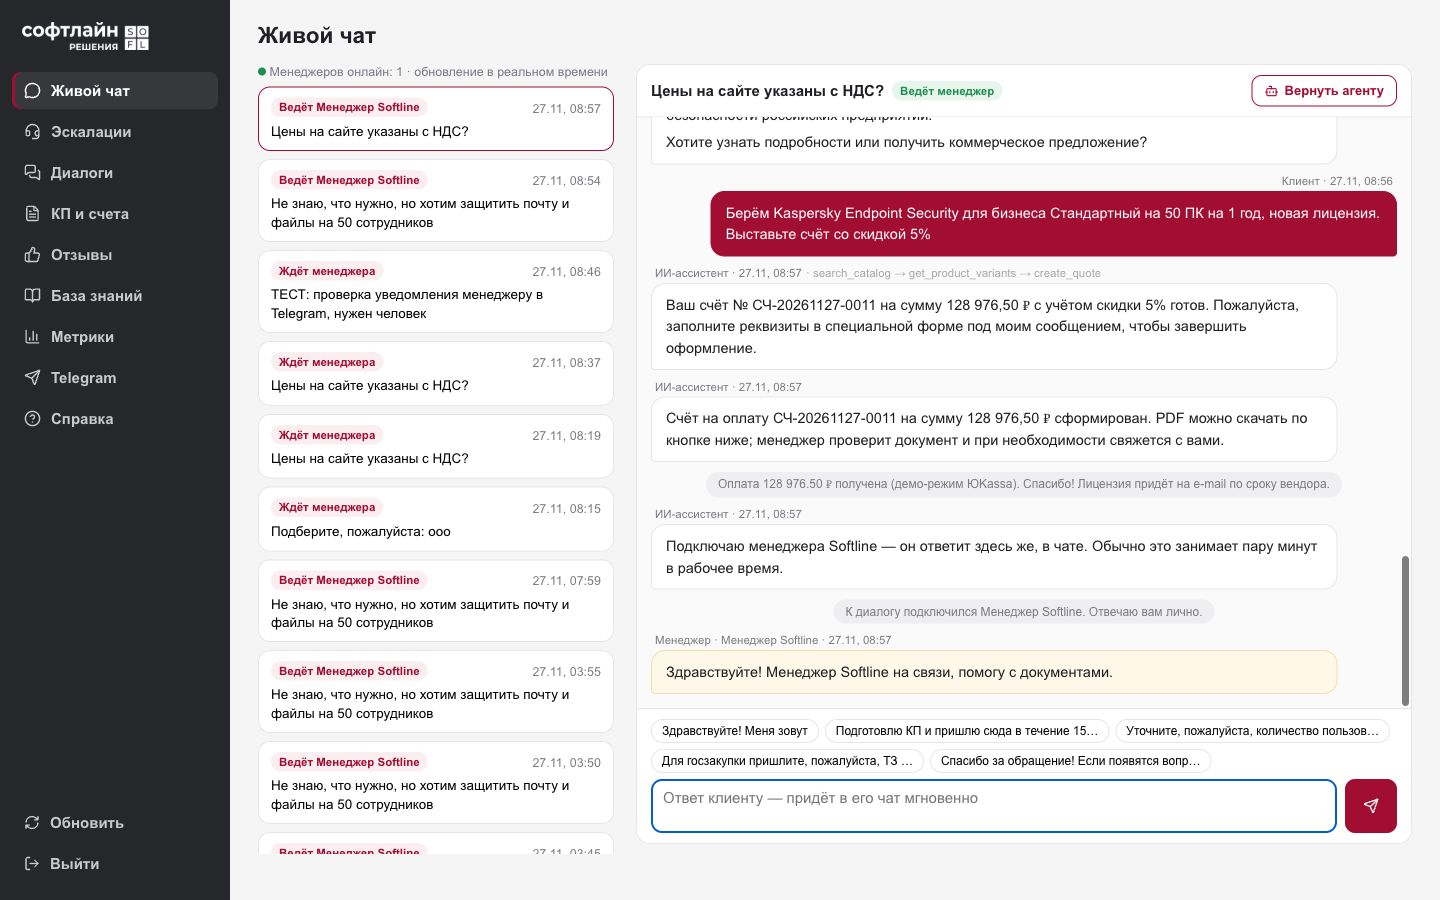 софтлайн SO FL
РЕШЕНИЯ
Живой чат
Эскалации
Диалоги
КП и счета
Отзывы
База знаний
Метрики
Telegram
Справка
Обновить
Выйти
Живой чат
Менеджеров онлайн: 1 · обновление в реальном времени
Ведёт Менеджер Softline 27.11, 08:57
Цены на сайте указаны с НДС?
Ведёт Менеджер Softline 27.11, 08:54
Не знаю, что нужно, но хотим защитить почту и
файлы на 50 сотрудников
Ждёт менеджера 27.11, 08:46
ТЕСТ: проверка уведомления менеджеру в
Telegram, нужен человек
Ждёт менеджера 27.11, 08:37
Цены на сайте указаны с НДС?
Ждёт менеджера 27.11, 08:19
Цены на сайте указаны с НДС?
Ждёт менеджера 27.11, 08:15
Подберите, пожалуйста: ооо
Ведёт Менеджер Softline 27.11, 07:59
Не знаю, что нужно, но хотим защитить почту и
файлы на 50 сотрудников
Ведёт Менеджер Softline 27.11, 03:55
Не знаю, что нужно, но хотим защитить почту и
файлы на 50 сотрудников
Ведёт Менеджер Softline 27.11, 03:50
Не знаю, что нужно, но хотим защитить почту и
файлы на 50 сотрудников
Ведёт Менеджер Softline 27.11, 03:45
Цены на сайте указаны с НДС? Ведёт менеджер Вернуть агенту
безопасности российских предприятий.
Хотите узнать подробности или получить коммерческое предложение?
Клиент · 27.11, 08:56
Берём Kaspersky Endpoint Security для бизнеса Стандартный на 50 ПК на 1 год, новая лицензия.
Выставьте счёт со скидкой 5%
ИИ-ассистент · 27.11, 08:57 · search_catalog → get_product_variants → create_quote
Ваш счёт № СЧ-20261127-0011 на сумму 128 976,50 ₽ с учётом скидки 5% готов. Пожалуйста,
заполните реквизиты в специальной форме под моим сообщением, чтобы завершить
оформление.
ИИ-ассистент · 27.11, 08:57
Счёт на оплату СЧ-20261127-0011 на сумму 128 976,50 ₽ сформирован. PDF можно скачать по
кнопке ниже; менеджер проверит документ и при необходимости свяжется с вами.
Оплата 128 976.50 ₽ получена (демо-режим ЮKassa). Спасибо! Лицензия придёт на e-mail по сроку вендора.
ИИ-ассистент · 27.11, 08:57
Подключаю менеджера Softline — он ответит здесь же, в чате. Обычно это занимает пару минут
в рабочее время.
К диалогу подключился Менеджер Softline. Отвечаю вам лично.
Менеджер · Менеджер Softline · 27.11, 08:57
Здравствуйте! Менеджер Softline на связи, помогу с документами.
Здравствуйте! Меня зовут Подготовлю КП и пришлю сюда в течение 15… Уточните, пожалуйста, количество пользов…
Для госзакупки пришлите, пожалуйста, ТЗ … Спасибо за обращение! Если появятся вопр…
Ответ клиенту — придёт в его чат мгновенно